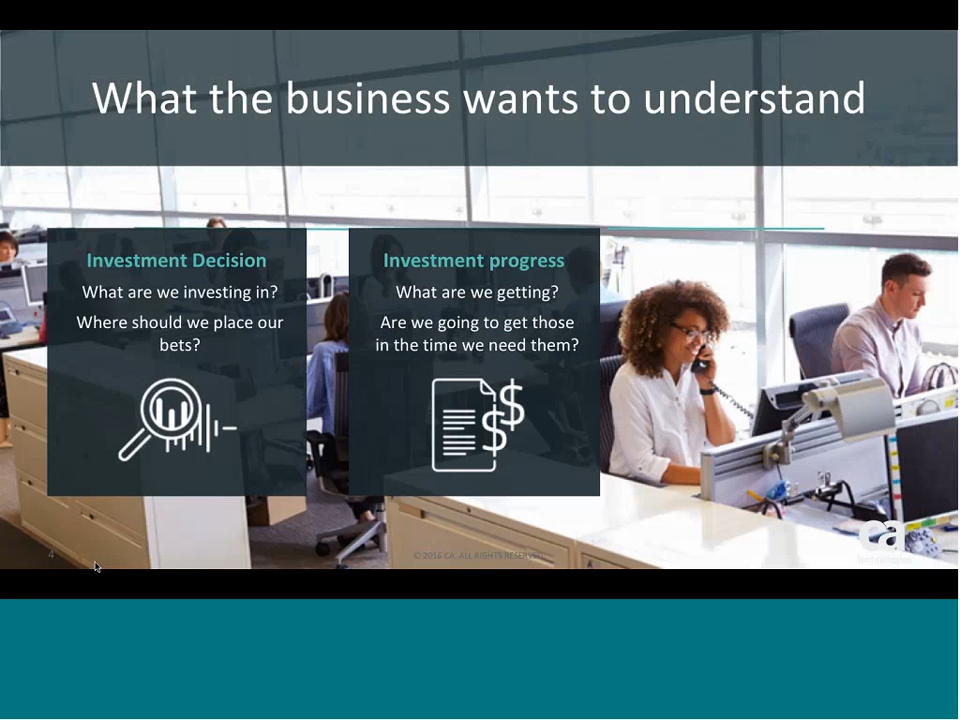 What the business wants to understand
Investment Decision
What are we investing in?
Where should we place our
bets?
Investment progress
What are we getting?
Are we going to get those
in the time we need them?
4
© 2016 CA. ALL RIGHTS RESERVED.
ca
technologies